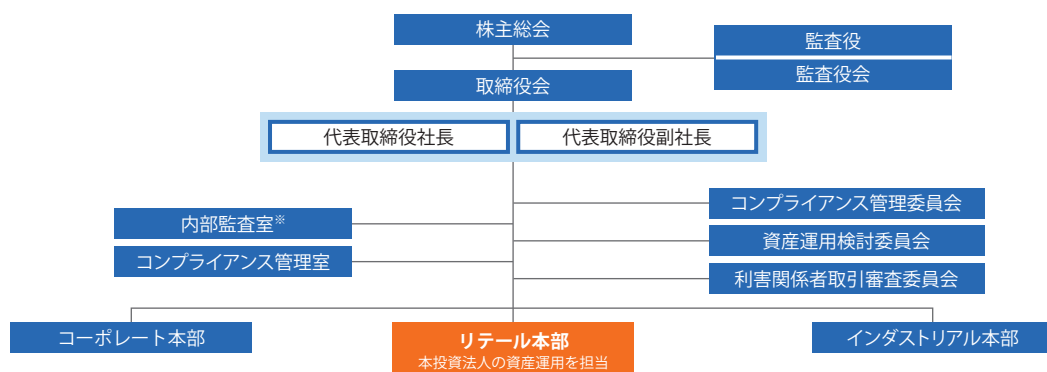 株主総会
監査役
監査役会
取締役会
代表取締役社長
代表取締役副社長
コンプライアンス管理委員会
内部監査室※
資産運用検討委員会
コンプライアンス管理室
利害関係者取引審査委員会
コーポレート本部
リテール本部
本投資法人の資産運用を担当
インダストリアル本部